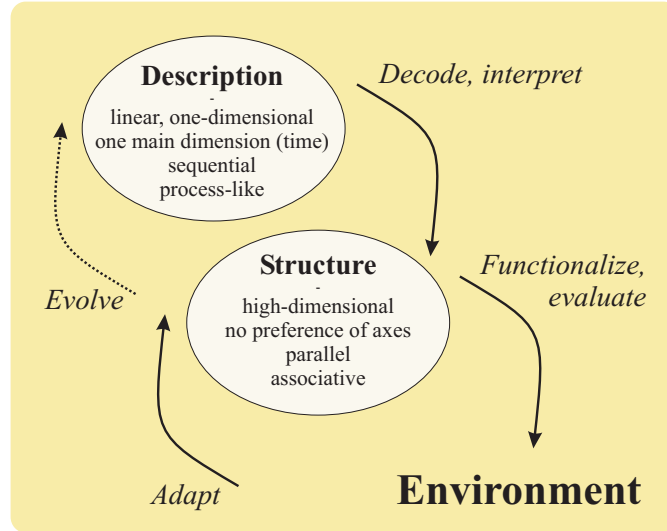 Description
-
linear, one-dimensional
one main dimension (time)
sequential
process-like
Decode, interpret
Structure
-
high-dimensional
no preference of axes
parallel
associative
Functionalize,
evaluate
Evolve
Adapt
Environment